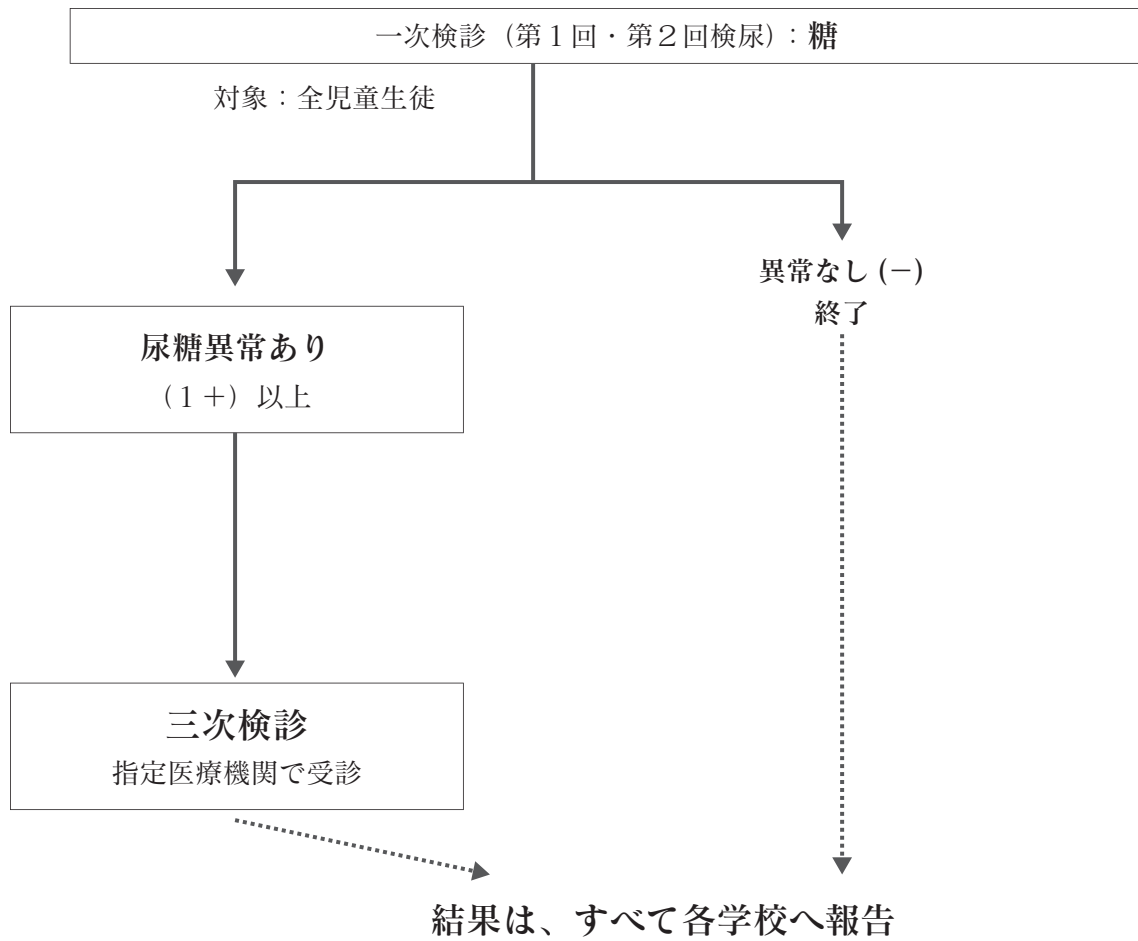 一次検診（第１回・第２回検尿）：糖
対象：全児童生徒
異常なし (－)
終了
尿糖異常あり
（１＋）以上
三次検診
指定医療機関で受診
結果は、すべて各学校へ報告